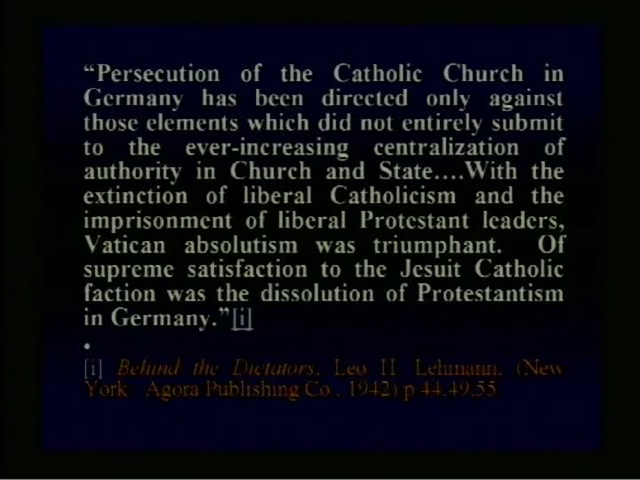 “Persecution of the Catholic Church in
Germany has been directed only against
those elements which did not entirely submit
to the ever-increasing centralization of
authority in Church and State….With the
extinction of liberal Catholicism and the
imprisonment of liberal Protestant leaders,
Vatican absolutism was triumphant. Of
supreme satisfaction to the Jesuit Catholic
faction was the dissolution of Protestantism
in Germany.”[i]
•
[i] Behind the Dictators, Leo H. Lehmann, (New
York: Agora Publishing Co., 1942) p 44,49,55